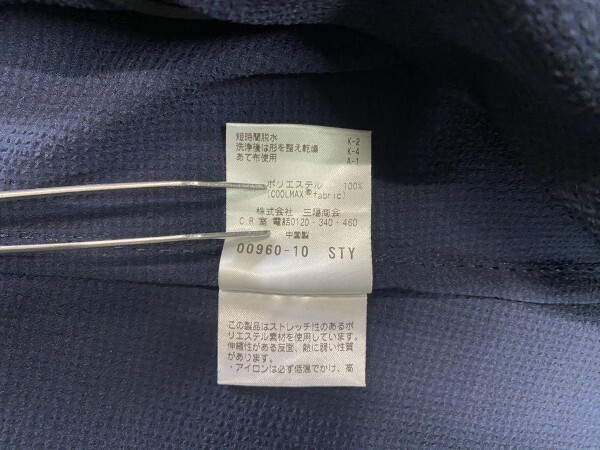 短時間脱水 K-2
洗浄後は形を整え乾燥 K-4
あて布使用 A-1
ポリエステル 100%
(COOLMAX®fabric)
株式会社 三陽商会
C.R室 電話0120-340-460
中国製
00960-10 STY
この製品はストレッチ性のあるポ
リエステル素材を使用しています。
伸縮性がある反面、熱に弱い性質
があります。
・アイロンは必ず低温でかけ、高